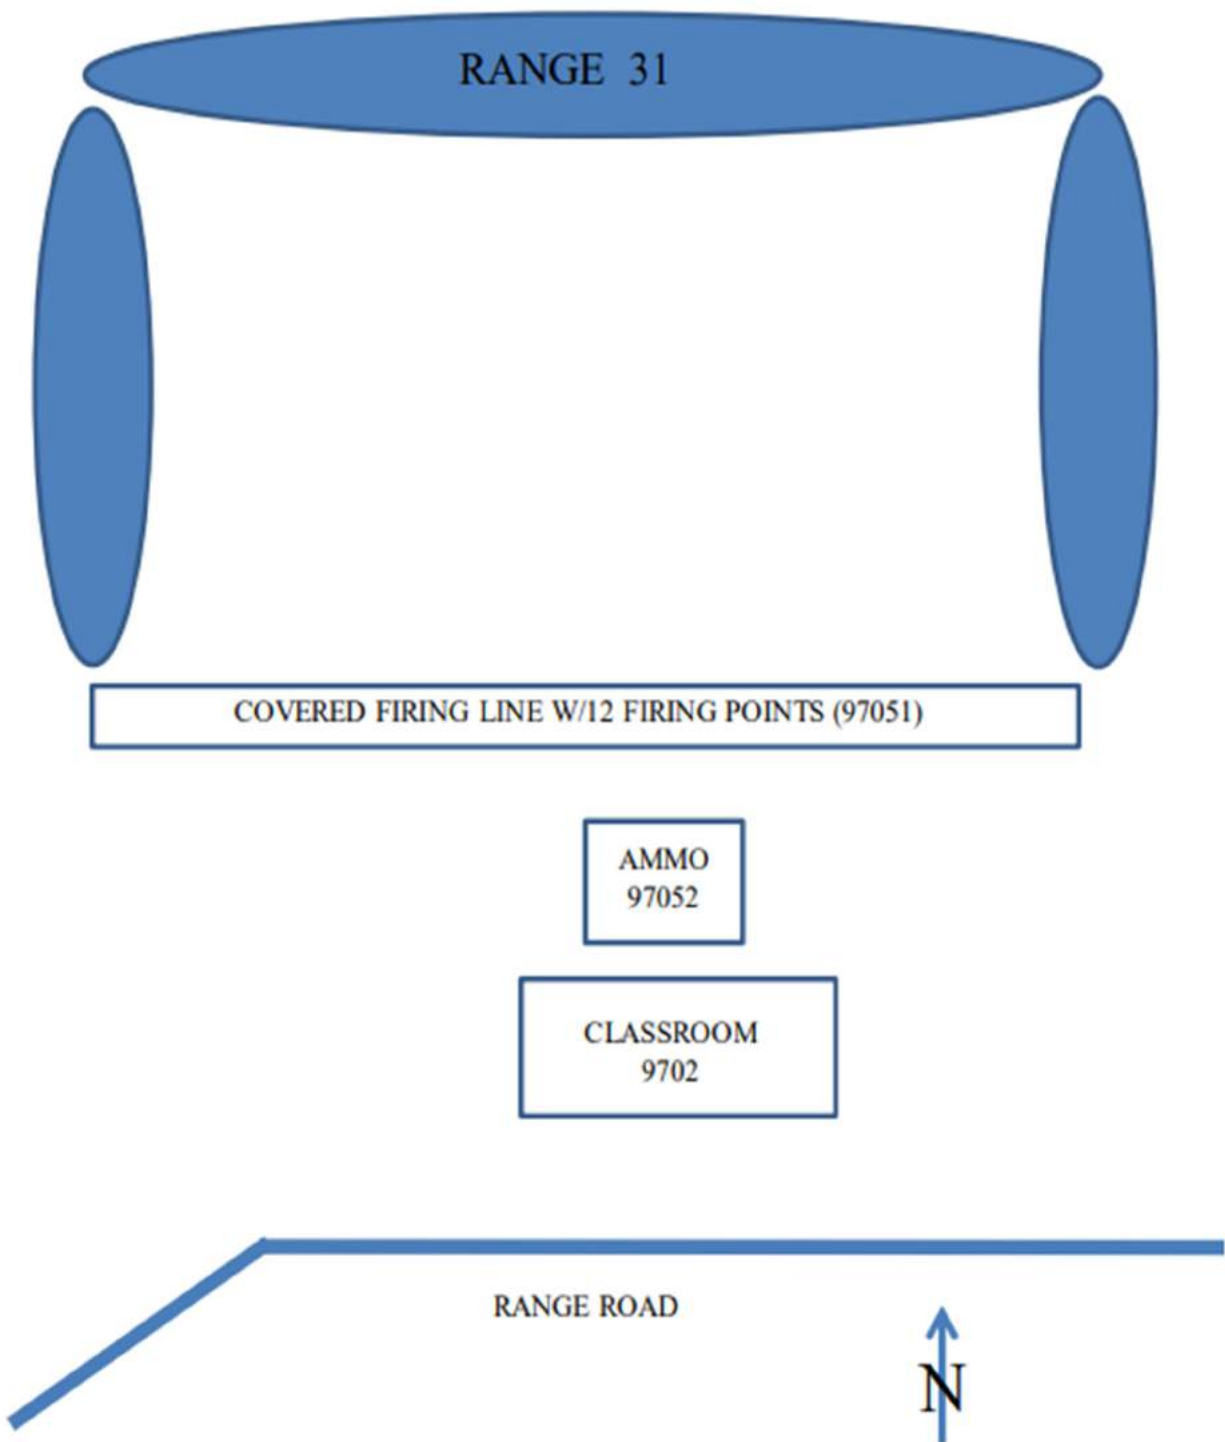 RANGE 31
COVERED FIRING LINE W/12 FIRING POINTS (97051)
AMMO
97052
CLASSROOM
9702
RANGE ROAD
N